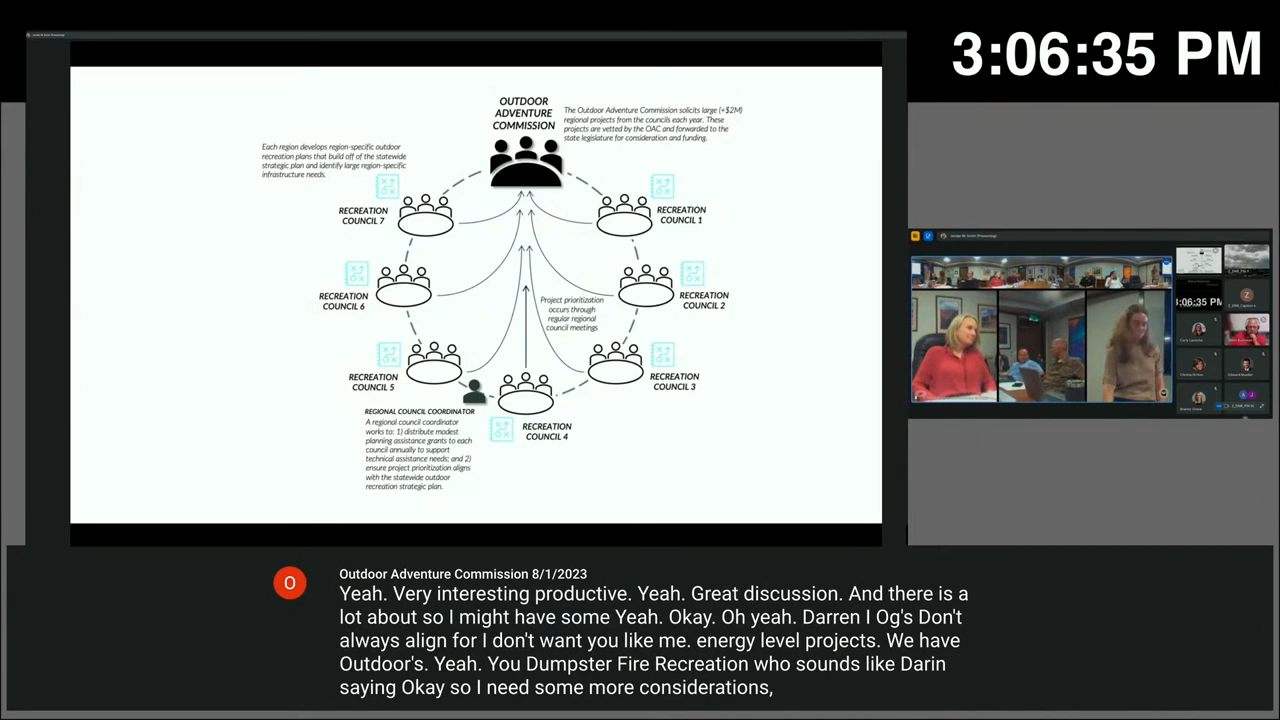 3:06:35 PM
OUTDOOR
ADVENTURE
COMMISSION
The Outdoor Adventure Commission solicits large (+$2M)
regional projects from the councils each year. These
projects are vetted by the OAC and forwarded to the
state legislature for consideration and funding.
Each region develops region-specific outdoor
recreation plans that build off of the statewide
strategic plan and identify large region-specific
infrastructure needs.
RECREATION
COUNCIL 7
RECREATION
COUNCIL 1
RECREATION
COUNCIL 6
RECREATION
COUNCIL 2
Project prioritization
occurs through
regular regional
council meetings
RECREATION
COUNCIL 5
RECREATION
COUNCIL 3
REGIONAL COUNCIL COORDINATOR
A regional council coordinator
works to: 1) distribute modest
planning assistance grants to each
council annually to support
technical assistance needs; and 2)
ensure project prioritization aligns
with the statewide outdoor
recreation strategic plan.
RECREATION
COUNCIL 4
:06:35 PM
O
Outdoor Adventure Commission 8/1/2023
Yeah. Very interesting productive. Yeah. Great discussion. And there is a
lot about so I might have some Yeah. Okay. Oh yeah. Darren I Og's Don't
always align for I don't want you like me. energy level projects. We have
Outdoor's. Yeah. You Dumpster Fire Recreation who sounds like Darin
saying Okay so I need some more considerations,